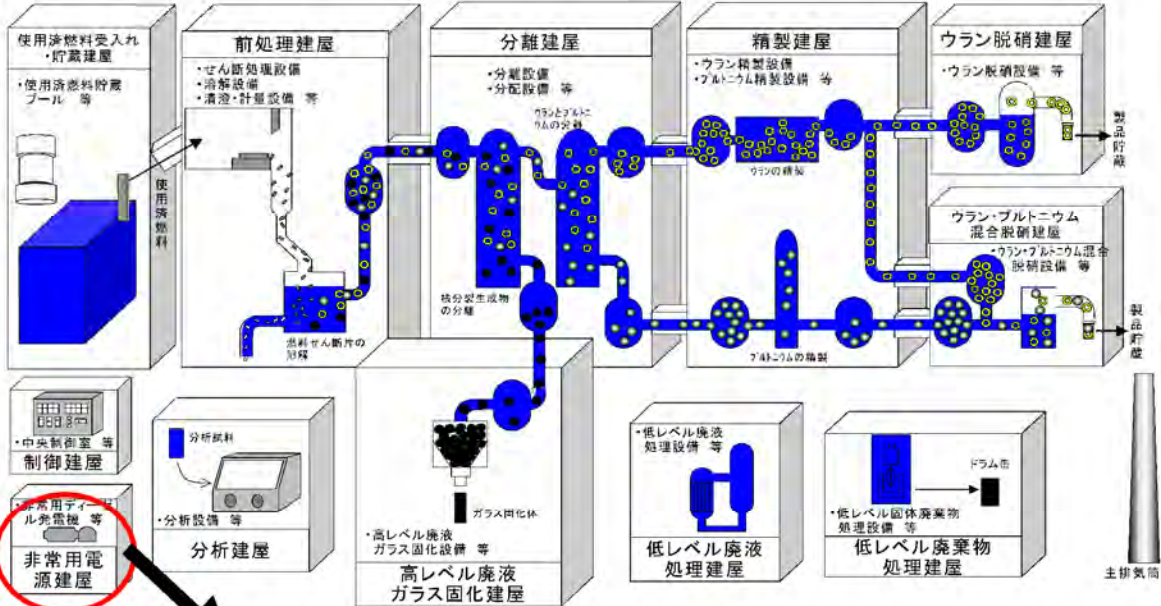 使用済燃料受入れ
・貯蔵建屋
・使用済燃料貯蔵
プール 等
使用済燃料
前処理建屋
・せん断処理設備
・溶解設備
・清澄・計量設備 等
燃料せん断片の
溶解
分離建屋
・分離設備
・分配設備 等
ウランとプルトニ
ウムの分離
核分裂生成物
の分離
精製建屋
・ウラン精製設備
・プルトニウム精製設備 等
ウランの精製
プルトニウムの精製
ウラン脱硝建屋
・ウラン脱硝設備 等
製品貯蔵
ウラン・プルトニウム
混合脱硝建屋
・ウラン・プルトニウム混合
脱硝設備 等
製品貯蔵
・中央制御室 等
制御建屋
・非常用ディーゼ
ル発電機 等
非常用電
源建屋
分析試料
・分析設備 等
分析建屋
ガラス固化体
・高レベル廃液
ガラス固化設備 等
高レベル廃液
ガラス固化建屋
・低レベル廃液
処理設備 等
低レベル廃液
処理建屋
ドラム缶
・低レベル固体廃棄物
処理設備 等
低レベル廃棄物
処理建屋
主排気筒